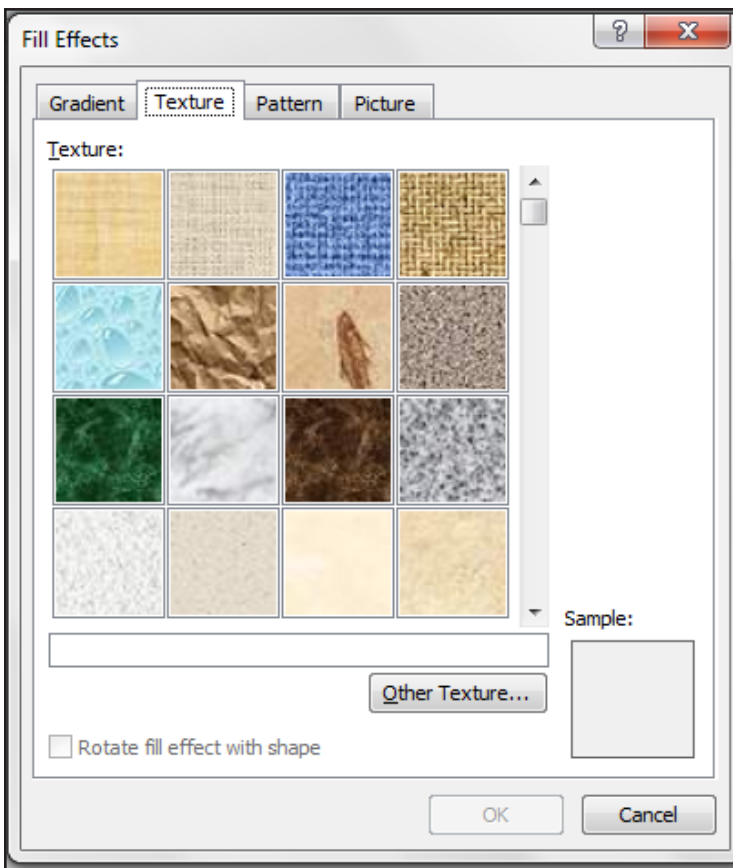 Fill Effects
Gradient Texture Pattern Picture
Texture:
Sample:
Other Texture...
Rotate fill effect with shape
OK Cancel